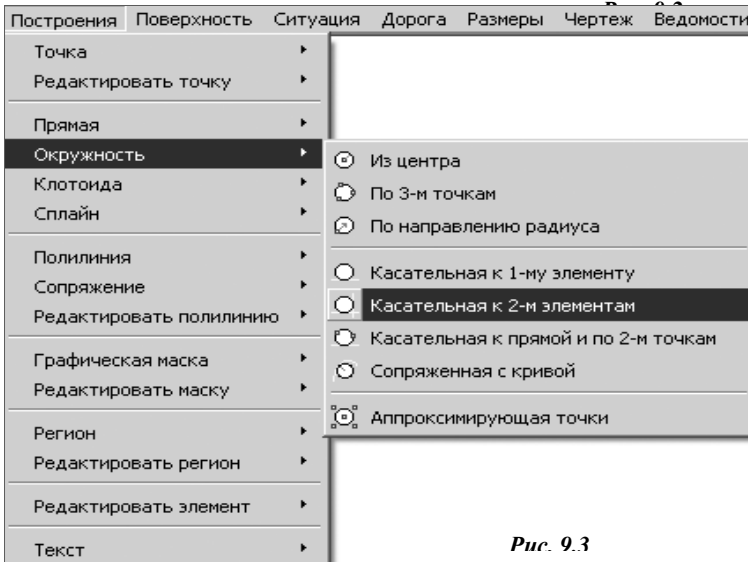 Построения Поверхность Ситуация Дорога Размеры Чертеж Ведомости
Точка
Редактировать точку
Прямая
Окружность
Клотоида
Сплайн
Полилиния
Сопряжение
Редактировать полилинию
Графическая маска
Редактировать маску
Регион
Редактировать регион
Редактировать элемент
Текст
Из центра
По 3-м точкам
По направлению радиуса
Касательная к 1-му элементу
Касательная к 2-м элементам
Касательная к прямой и по 2-м точкам
Сопряженная с кривой
Аппроксимирующая точки
Рис. 9.3